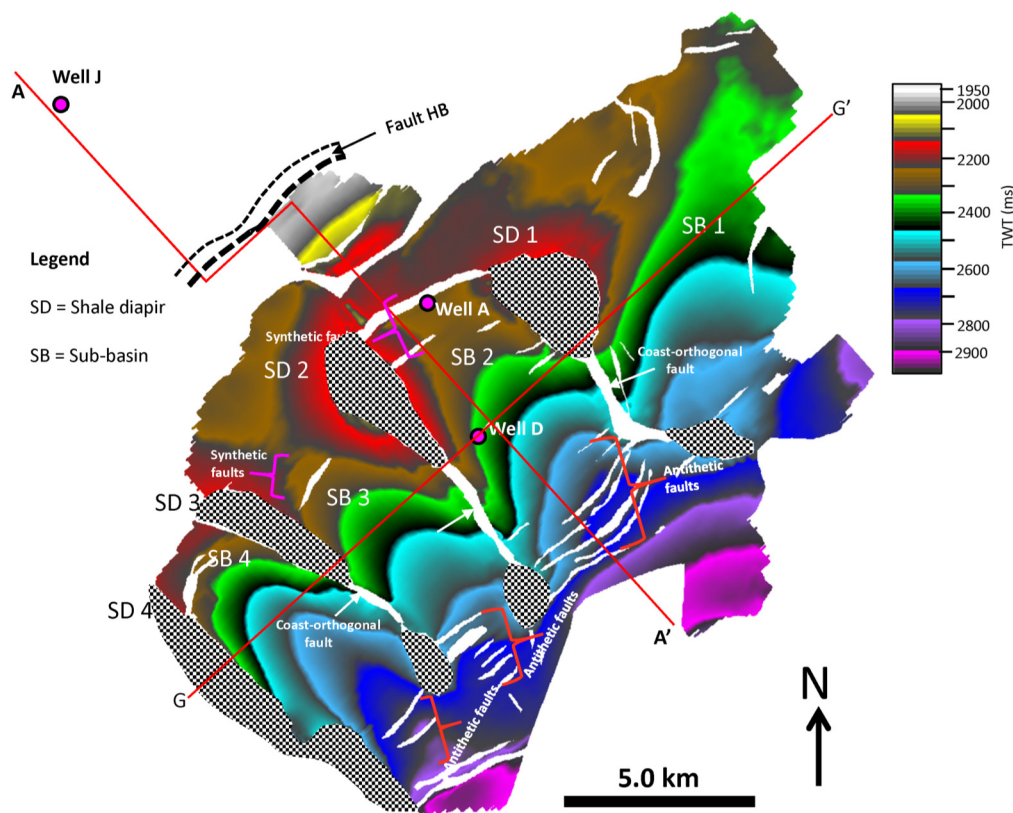 Well J
A
Fault HB
G'
1950
2000
2200
2400
2600
2800
2900
TWT (ms)
SB 1
SD 1
Legend
SD = Shale diapir
SB = Sub-basin
Well A
Synthetic fau
SB 2
SD 2
Coast-orthogonal
fault
Well D
Synthetic
faults
Antithetic
faults
SB 3
SD 3
SB 4
SD 4
Coast-orthogonal
fault
Antithetic faults
Antithetic faults
A'
G
N
5.0 km